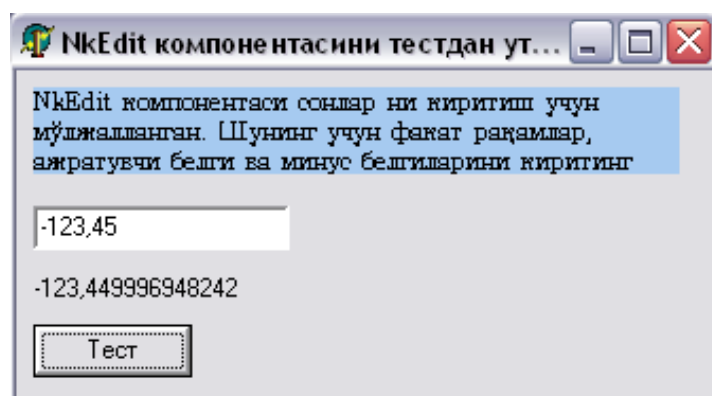 NkEdit компонентасини тестдан ут...
NkEdit компонентаси сонлар ни киритиш учун
мўлжалланган. Шунинг учун факат рақамлар,
ажратувчи белги ва минус белгиларини киритинг
-123,45
-123,449996948242
Тест